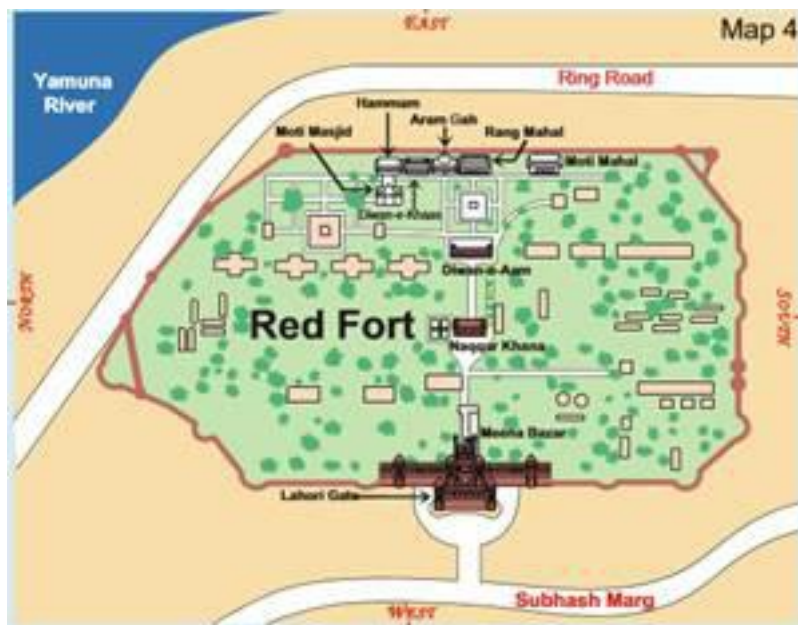 EAST
Map 4
Yamuna
River
Ring Road
Hammam
Aram Gah
Moti Masjid
Rang Mahal
Moti Mahal
Diwan-e-Khaas
Diwan-e-Aam
NORTH
SOUTH
Red Fort
Naqqar Khana
Meena Bazar
Lahori Gate
Subhash Marg
WEST